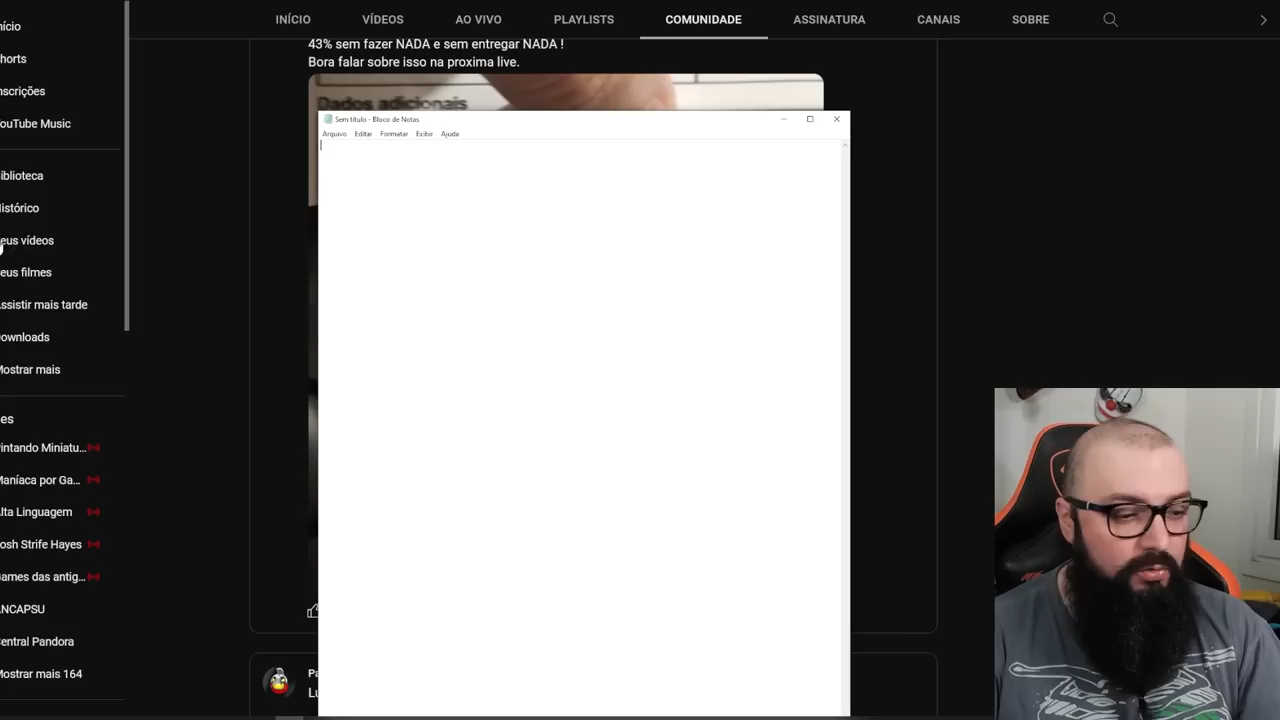 INÍCIO VÍDEOS AO VIVO PLAYLISTS COMUNIDADE ASSINATURA CANAIS SOBRE
nício
horts
nscrições
ouTube Music
iblioteca
istórico
eus vídeos
eus filmes
ssistir mais tarde
ownloads
Mostrar mais
es
intando Miniatu...
Maníaca por Ga...
lta Linguagem
osh Strife Hayes
ames das antig...
NCAPSU
entral Pandora
Mostrar mais 164
43% sem fazer NADA e sem entregar NADA !
Bora falar sobre isso na proxima live.
Dados adicionais
Sem título - Bloco de Notas
Arquivo Editar Formatar Exibir Ajuda
Pa
Lu